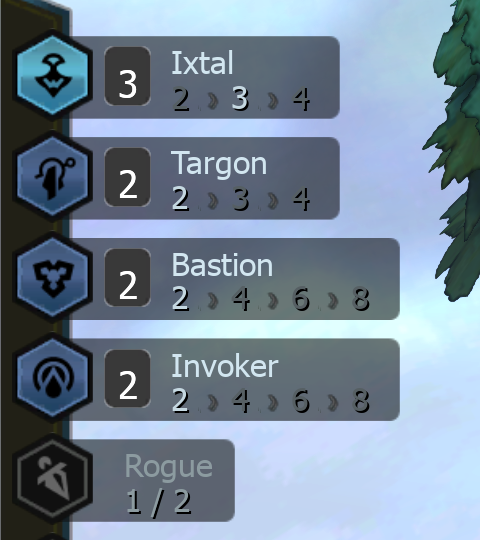 3 Ixtal
2 › 3 › 4
2 Targon
2 › 3 › 4
2 Bastion
2 › 4 › 6 › 8
2 Invoker
2 › 4 › 6 › 8
Rogue
1 / 2